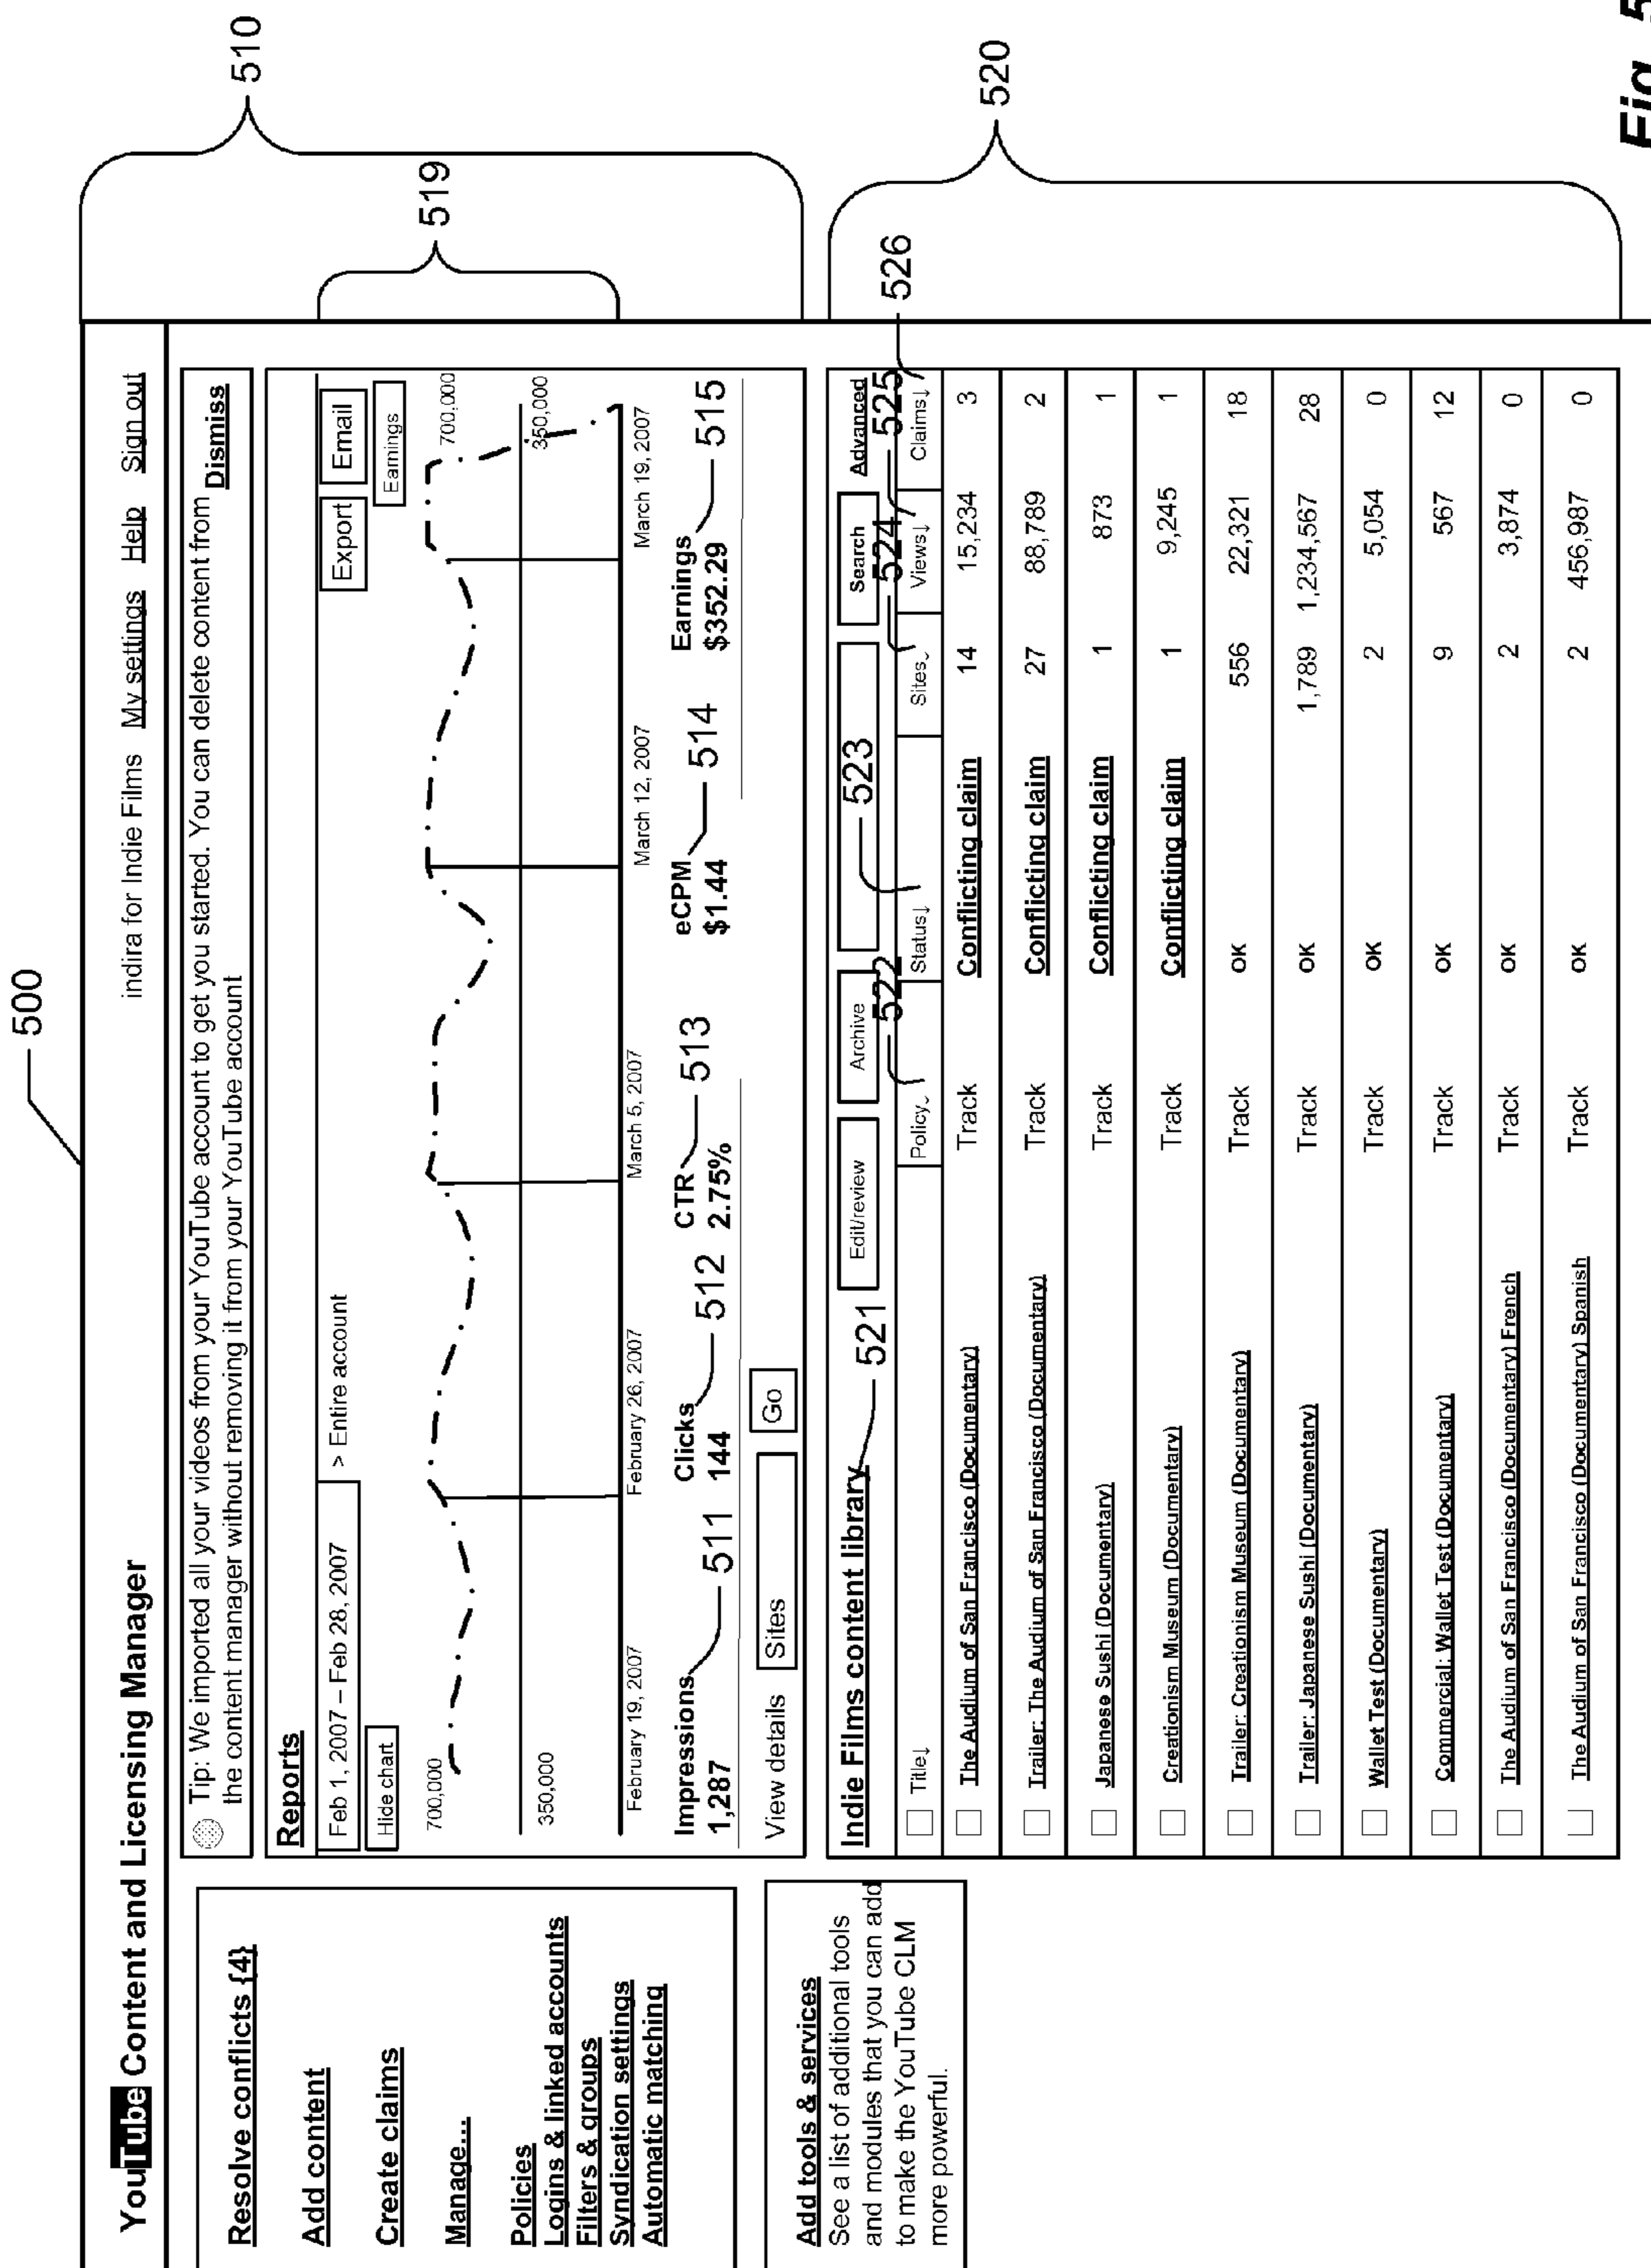 500
YouTube Content and Licensing Manager
indira for Indie Films My settings Help Sign out
Resolve conflicts {4}
Add content
Create claims
Manage...
Policies
Logins & linked accounts
Filters & groups
Syndication settings
Automatic matching
Add tools & services
See a list of additional tools
and modules that you can add
to make the YouTube CLM
more powerful.
Tip: We imported all your videos from your YouTube account to get you started. You can delete content from
the content manager without removing it from your YouTube account
Dismiss
510
Reports
Feb 1, 2007 – Feb 28, 2007 > Entire account Export Email
Hide chart Earnings
519
700,000 700,000
350,000 350,000
February 19, 2007 February 26, 2007 March 5, 2007 March 12, 2007 March 19, 2007
Impressions 511 Clicks 512 CTR 513 eCPM 514 Earnings 515
1,287 144 2.75% $1.44 $352.29
View details Sites Go
520
Indie Films content library 521 Edit/review Archive 523 Search Advanced
522 524 525 526
Title↓ Policy Status↓ Sites Views↓ Claims↓
The Audium of San Francisco (Documentary) Track Conflicting claim 14 15,234 3
Trailer: The Audium of San Francisco (Documentary) Track Conflicting claim 27 88,789 2
Japanese Sushi (Documentary) Track Conflicting claim 1 873 1
Creationism Museum (Documentary) Track Conflicting claim 1 9,245 1
Trailer: Creationism Museum (Documentary) Track OK 556 22,321 18
Trailer: Japanese Sushi (Documentary) Track OK 1,789 1,234,567 28
Wallet Test (Documentary) Track OK 2 5,054 0
Commercial: Wallet Test (Documentary) Track OK 9 567 12
The Audium of San Francisco (Documentary) French Track OK 2 3,874 0
The Audium of San Francisco (Documentary) Spanish Track OK 2 456,987 0
Fig. 5